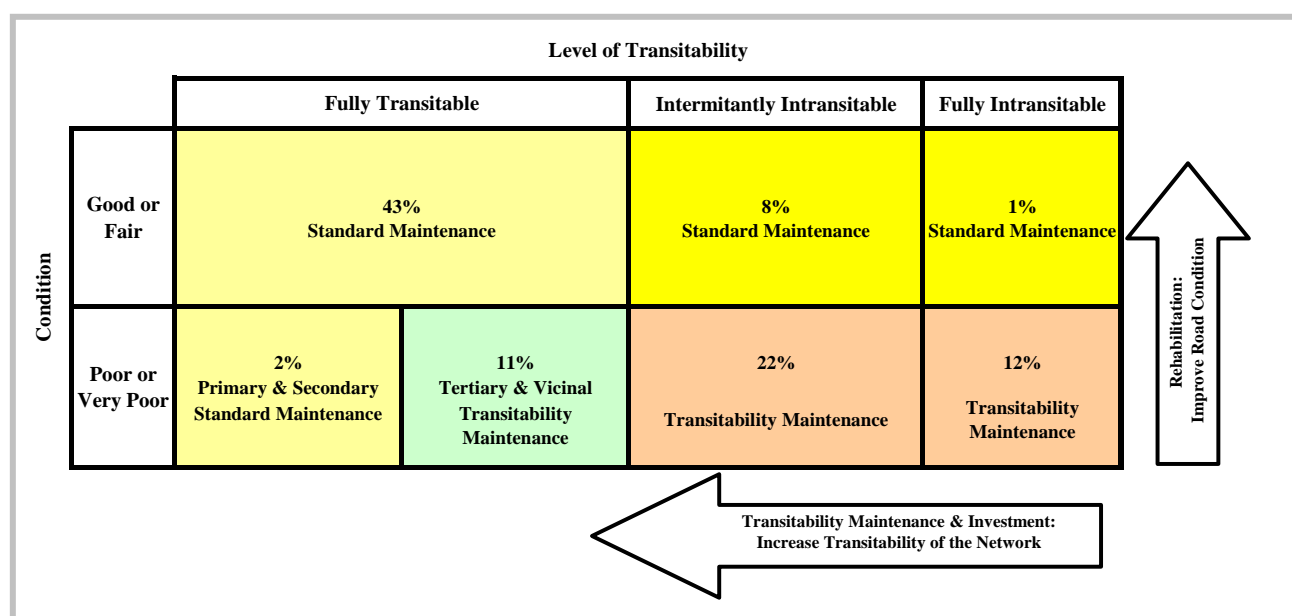 Level of Transitability
Fully Transitable
Intermitantly Intransitable
Fully Intransitable
Condition
Good or
Fair
43%
Standard Maintenance
8%
Standard Maintenance
1%
Standard Maintenance
Poor or
Very Poor
2%
Primary & Secondary
Standard Maintenance
11%
Tertiary & Vicinal
Transitability
Maintenance
22%
Transitability Maintenance
12%
Transitability
Maintenance
Rehabilitation:
Improve Road Condition
Transitability Maintenance & Investment:
Increase Transitability of the Network